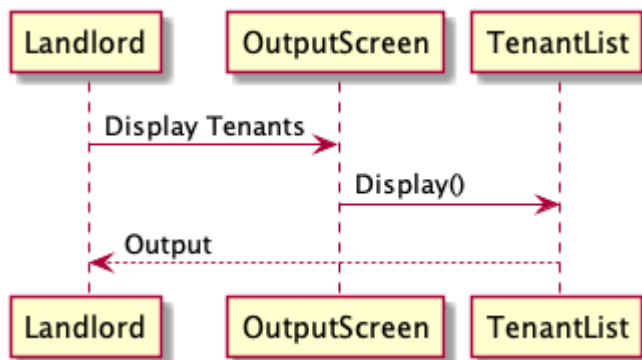 Landlord OutputScreen TenantList
Display Tenants
Display()
Output
Landlord OutputScreen TenantList